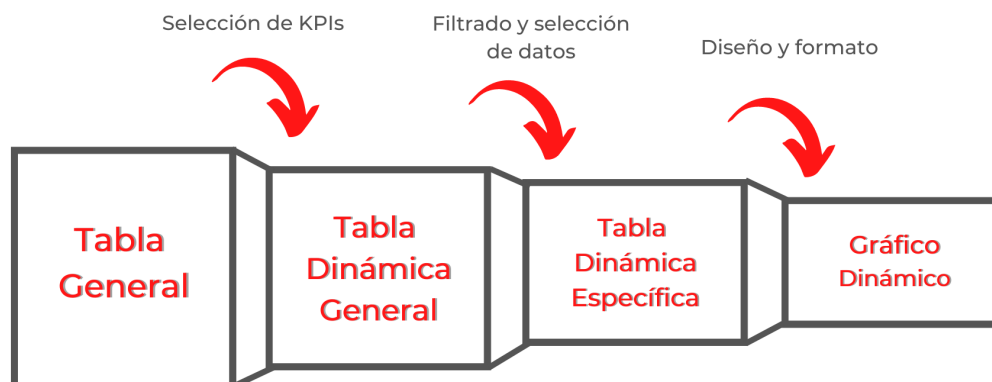 Selección de KPIs
Filtrado y selección
de datos
Diseño y formato
Tabla
General
Tabla
Dinámica
General
Tabla
Dinámica
Específica
Gráfico
Dinámico